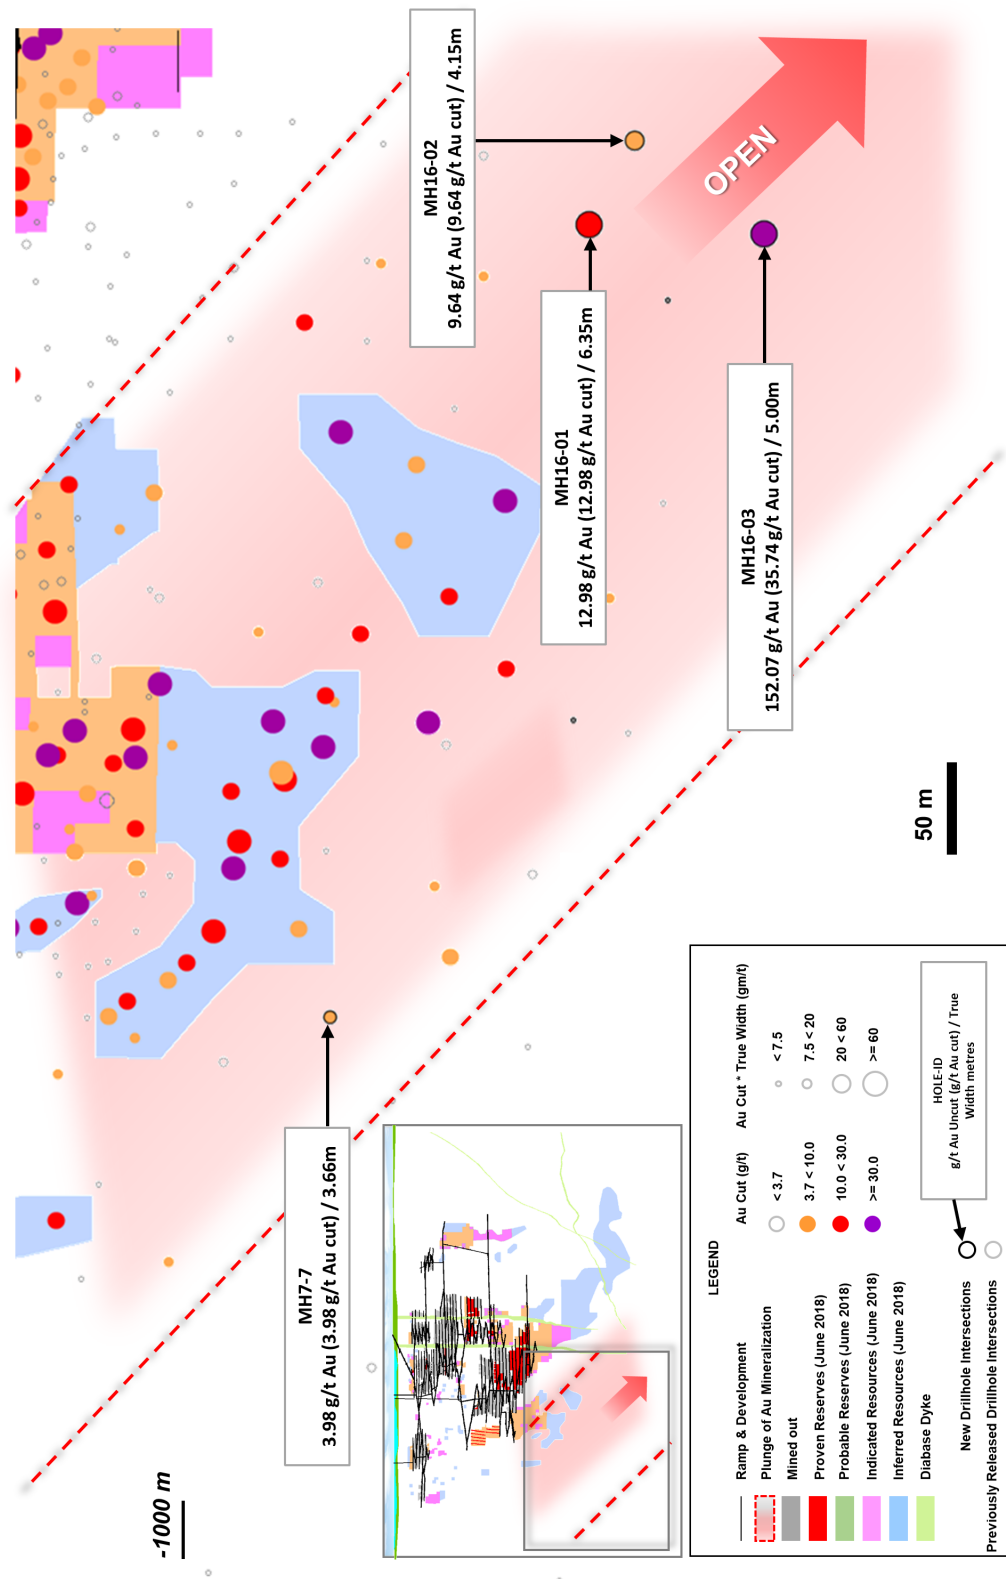 MH16-02
9.64 g/t Au (9.64 g/t Au cut) / 4.15m
OPEN
MH16-01
12.98 g/t Au (12.98 g/t Au cut) / 6.35m
MH16-03
152.07 g/t Au (35.74 g/t Au cut) / 5.00m
MH7-7
3.98 g/t Au (3.98 g/t Au cut) / 3.66m
-1000 m
50 m
LEGEND
Ramp & Development
Plunge of Au Mineralization
Mined out
Proven Reserves (June 2018)
Probable Reserves (June 2018)
Indicated Resources (June 2018)
Inferred Resources (June 2018)
Diabase Dyke
New Drillhole Intersections
Previously Released Drillhole Intersections
Au Cut (g/t)
< 3.7
3.7 < 10.0
10.0 < 30.0
>= 30.0
Au Cut * True Width (gm/t)
< 7.5
7.5 < 20
20 < 60
>= 60
HOLE-ID
g/t Au Uncut (g/t Au cut) / True
Width metres